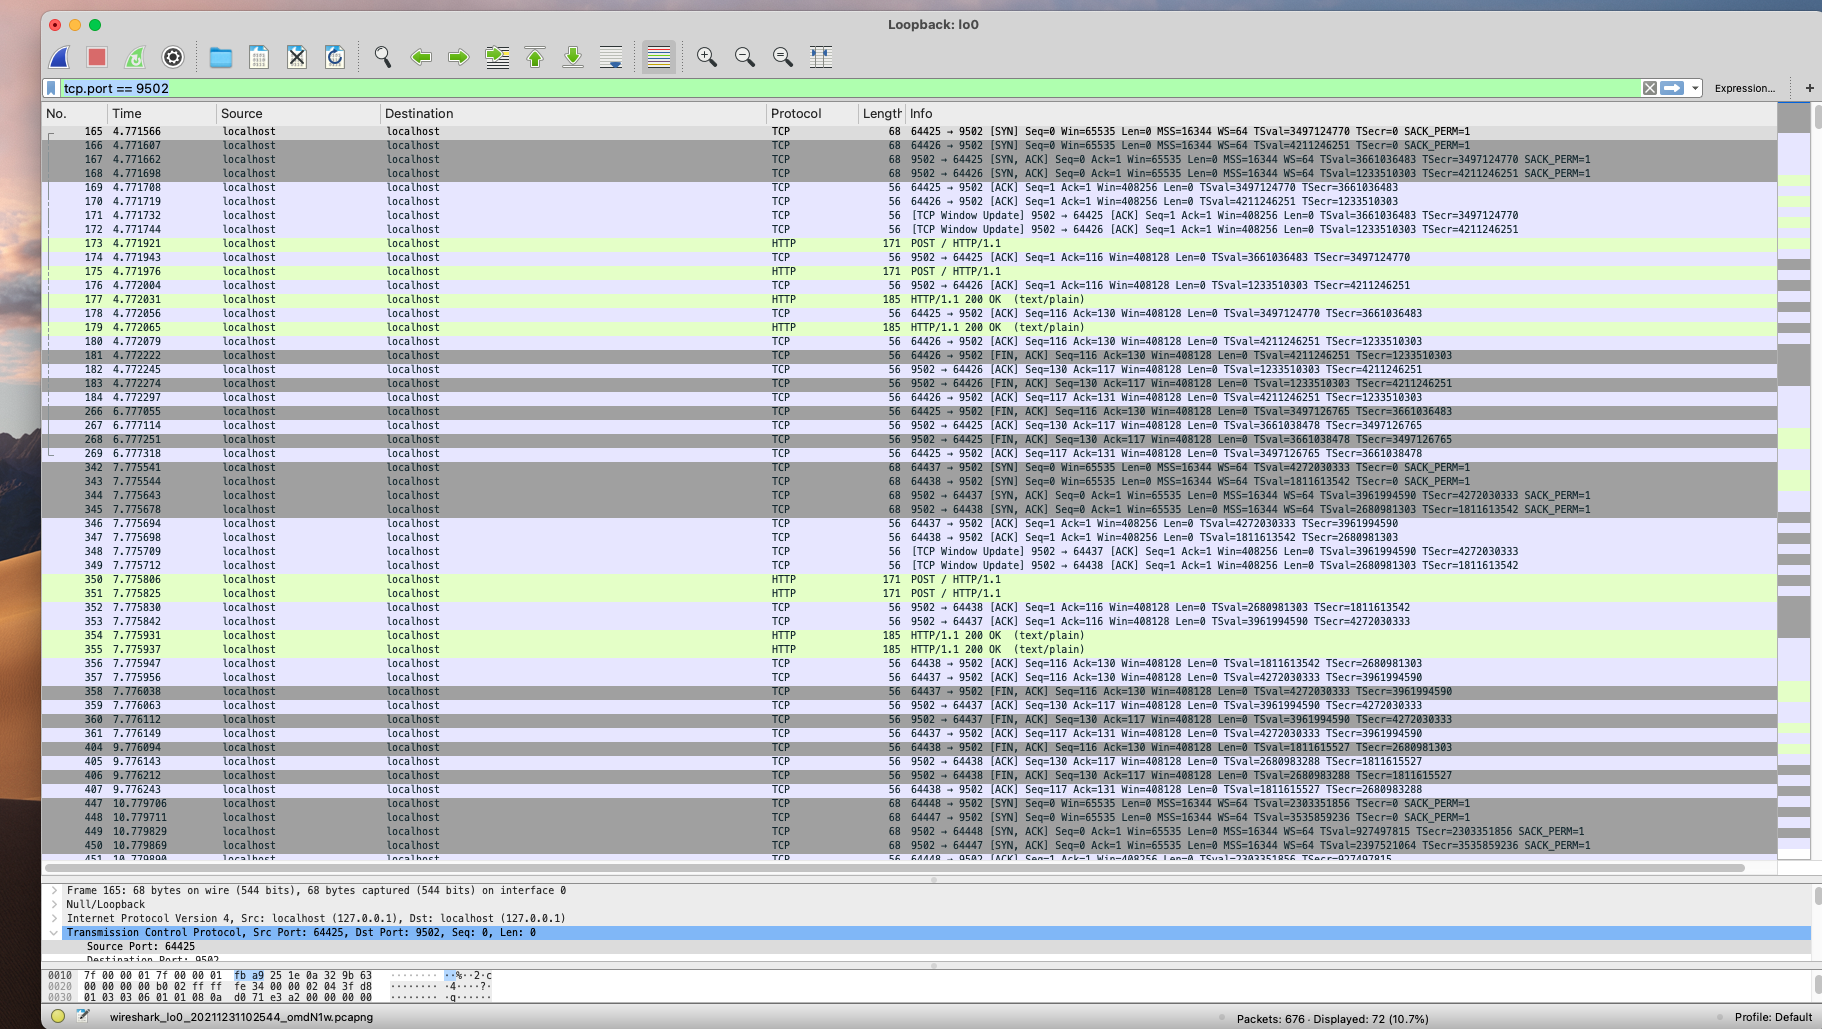 Loopback: lo0
tcp.port == 9502
Expression...
+
No. Time Source Destination Protocol Length Info
165 4.771566 localhost localhost TCP 68 64425 → 9502 [SYN] Seq=0 Win=65535 Len=0 MSS=16344 WS=64 TSval=3497124770 TSecr=0 SACK_PERM=1
166 4.771607 localhost localhost TCP 68 64426 → 9502 [SYN] Seq=0 Win=65535 Len=0 MSS=16344 WS=64 TSval=4211246251 TSecr=0 SACK_PERM=1
167 4.771662 localhost localhost TCP 68 9502 → 64425 [SYN, ACK] Seq=0 Ack=1 Win=65535 Len=0 MSS=16344 WS=64 TSval=3661036483 TSecr=3497124770 SACK_PERM=1
168 4.771698 localhost localhost TCP 68 9502 → 64426 [SYN, ACK] Seq=0 Ack=1 Win=65535 Len=0 MSS=16344 WS=64 TSval=1233510303 TSecr=4211246251 SACK_PERM=1
169 4.771708 localhost localhost TCP 56 64425 → 9502 [ACK] Seq=1 Ack=1 Win=408256 Len=0 TSval=3497124770 TSecr=3661036483
170 4.771719 localhost localhost TCP 56 64426 → 9502 [ACK] Seq=1 Ack=1 Win=408256 Len=0 TSval=4211246251 TSecr=1233510303
171 4.771732 localhost localhost TCP 56 [TCP Window Update] 9502 → 64425 [ACK] Seq=1 Ack=1 Win=408256 Len=0 TSval=3661036483 TSecr=3497124770
172 4.771744 localhost localhost TCP 56 [TCP Window Update] 9502 → 64426 [ACK] Seq=1 Ack=1 Win=408256 Len=0 TSval=1233510303 TSecr=4211246251
173 4.771921 localhost localhost HTTP 171 POST / HTTP/1.1
174 4.771943 localhost localhost TCP 56 9502 → 64425 [ACK] Seq=1 Ack=116 Win=408128 Len=0 TSval=3661036483 TSecr=3497124770
175 4.771976 localhost localhost HTTP 171 POST / HTTP/1.1
176 4.772004 localhost localhost TCP 56 9502 → 64426 [ACK] Seq=1 Ack=116 Win=408128 Len=0 TSval=1233510303 TSecr=4211246251
177 4.772031 localhost localhost HTTP 185 HTTP/1.1 200 OK (text/plain)
178 4.772056 localhost localhost TCP 56 64425 → 9502 [ACK] Seq=116 Ack=130 Win=408128 Len=0 TSval=3497124770 TSecr=3661036483
179 4.772065 localhost localhost HTTP 185 HTTP/1.1 200 OK (text/plain)
180 4.772079 localhost localhost TCP 56 64426 → 9502 [ACK] Seq=116 Ack=130 Win=408128 Len=0 TSval=4211246251 TSecr=1233510303
181 4.772222 localhost localhost TCP 56 64426 → 9502 [FIN, ACK] Seq=116 Ack=130 Win=408128 Len=0 TSval=4211246251 TSecr=1233510303
182 4.772245 localhost localhost TCP 56 9502 → 64426 [ACK] Seq=130 Ack=117 Win=408128 Len=0 TSval=1233510303 TSecr=4211246251
183 4.772274 localhost localhost TCP 56 9502 → 64426 [FIN, ACK] Seq=130 Ack=117 Win=408128 Len=0 TSval=1233510303 TSecr=4211246251
184 4.772297 localhost localhost TCP 56 64426 → 9502 [ACK] Seq=117 Ack=131 Win=408128 Len=0 TSval=4211246251 TSecr=1233510303
266 6.777055 localhost localhost TCP 56 64425 → 9502 [FIN, ACK] Seq=116 Ack=130 Win=408128 Len=0 TSval=3497126765 TSecr=3661036483
267 6.777114 localhost localhost TCP 56 9502 → 64425 [ACK] Seq=130 Ack=117 Win=408128 Len=0 TSval=3661038478 TSecr=3497126765
268 6.777251 localhost localhost TCP 56 9502 → 64425 [FIN, ACK] Seq=130 Ack=117 Win=408128 Len=0 TSval=3661038478 TSecr=3497126765
269 6.777318 localhost localhost TCP 56 64425 → 9502 [ACK] Seq=117 Ack=131 Win=408128 Len=0 TSval=3497126765 TSecr=3661038478
342 7.775541 localhost localhost TCP 68 64437 → 9502 [SYN] Seq=0 Win=65535 Len=0 MSS=16344 WS=64 TSval=4272030333 TSecr=0 SACK_PERM=1
343 7.775544 localhost localhost TCP 68 64438 → 9502 [SYN] Seq=0 Win=65535 Len=0 MSS=16344 WS=64 TSval=1811613542 TSecr=0 SACK_PERM=1
344 7.775643 localhost localhost TCP 68 9502 → 64437 [SYN, ACK] Seq=0 Ack=1 Win=65535 Len=0 MSS=16344 WS=64 TSval=3961994590 TSecr=4272030333 SACK_PERM=1
345 7.775678 localhost localhost TCP 68 9502 → 64438 [SYN, ACK] Seq=0 Ack=1 Win=65535 Len=0 MSS=16344 WS=64 TSval=2680981303 TSecr=1811613542 SACK_PERM=1
346 7.775694 localhost localhost TCP 56 64437 → 9502 [ACK] Seq=1 Ack=1 Win=408256 Len=0 TSval=4272030333 TSecr=3961994590
347 7.775698 localhost localhost TCP 56 64438 → 9502 [ACK] Seq=1 Ack=1 Win=408256 Len=0 TSval=1811613542 TSecr=2680981303
348 7.775709 localhost localhost TCP 56 [TCP Window Update] 9502 → 64437 [ACK] Seq=1 Ack=1 Win=408256 Len=0 TSval=3961994590 TSecr=4272030333
349 7.775712 localhost localhost TCP 56 [TCP Window Update] 9502 → 64438 [ACK] Seq=1 Ack=1 Win=408256 Len=0 TSval=2680981303 TSecr=1811613542
350 7.775806 localhost localhost HTTP 171 POST / HTTP/1.1
351 7.775825 localhost localhost HTTP 171 POST / HTTP/1.1
352 7.775830 localhost localhost TCP 56 9502 → 64438 [ACK] Seq=1 Ack=116 Win=408128 Len=0 TSval=2680981303 TSecr=1811613542
353 7.775842 localhost localhost TCP 56 9502 → 64437 [ACK] Seq=1 Ack=116 Win=408128 Len=0 TSval=3961994590 TSecr=4272030333
354 7.775931 localhost localhost HTTP 185 HTTP/1.1 200 OK (text/plain)
355 7.775937 localhost localhost HTTP 185 HTTP/1.1 200 OK (text/plain)
356 7.775947 localhost localhost TCP 56 64438 → 9502 [ACK] Seq=116 Ack=130 Win=408128 Len=0 TSval=1811613542 TSecr=2680981303
357 7.775956 localhost localhost TCP 56 64437 → 9502 [ACK] Seq=116 Ack=130 Win=408128 Len=0 TSval=4272030333 TSecr=3961994590
358 7.776038 localhost localhost TCP 56 64437 → 9502 [FIN, ACK] Seq=116 Ack=130 Win=408128 Len=0 TSval=4272030333 TSecr=3961994590
359 7.776063 localhost localhost TCP 56 9502 → 64437 [ACK] Seq=130 Ack=117 Win=408128 Len=0 TSval=3961994590 TSecr=4272030333
360 7.776112 localhost localhost TCP 56 9502 → 64437 [FIN, ACK] Seq=130 Ack=117 Win=408128 Len=0 TSval=3961994590 TSecr=4272030333
361 7.776149 localhost localhost TCP 56 64437 → 9502 [ACK] Seq=117 Ack=131 Win=408128 Len=0 TSval=4272030333 TSecr=3961994590
404 9.776094 localhost localhost TCP 56 64438 → 9502 [FIN, ACK] Seq=116 Ack=130 Win=408128 Len=0 TSval=1811615527 TSecr=2680981303
405 9.776143 localhost localhost TCP 56 9502 → 64438 [ACK] Seq=130 Ack=117 Win=408128 Len=0 TSval=2680983288 TSecr=1811615527
406 9.776212 localhost localhost TCP 56 9502 → 64438 [FIN, ACK] Seq=130 Ack=117 Win=408128 Len=0 TSval=2680983288 TSecr=1811615527
407 9.776243 localhost localhost TCP 56 64438 → 9502 [ACK] Seq=117 Ack=131 Win=408128 Len=0 TSval=1811615527 TSecr=2680983288
447 10.779706 localhost localhost TCP 68 64448 → 9502 [SYN] Seq=0 Win=65535 Len=0 MSS=16344 WS=64 TSval=2303351856 TSecr=0 SACK_PERM=1
448 10.779711 localhost localhost TCP 68 64447 → 9502 [SYN] Seq=0 Win=65535 Len=0 MSS=16344 WS=64 TSval=3535859236 TSecr=0 SACK_PERM=1
449 10.779829 localhost localhost TCP 68 9502 → 64448 [SYN, ACK] Seq=0 Ack=1 Win=65535 Len=0 MSS=16344 WS=64 TSval=927497815 TSecr=2303351856 SACK_PERM=1
450 10.779869 localhost localhost TCP 68 9502 → 64447 [SYN, ACK] Seq=0 Ack=1 Win=65535 Len=0 MSS=16344 WS=64 TSval=2397521064 TSecr=3535859236 SACK_PERM=1
451 10.779890 localhost localhost TCP 56 64448 → 9502 [ACK] Seq=1 Ack=1 Win=408256 Len=0 TSval=2303351856 TSecr=927497815
Frame 165: 68 bytes on wire (544 bits), 68 bytes captured (544 bits) on interface 0
Null/Loopback
Internet Protocol Version 4, Src: localhost (127.0.0.1), Dst: localhost (127.0.0.1)
Transmission Control Protocol, Src Port: 64425, Dst Port: 9502, Seq: 0, Len: 0
Source Port: 64425
Destination Port: 9502
0010 7f 00 00 01 7f 00 00 01 fb a9 25 1e 0a 32 9b 63 ········ ··%··2·c
0020 00 00 00 00 b0 02 ff ff fe 34 00 00 02 04 3f d8 ········ ·4····?·
0030 01 03 03 06 01 01 08 0a d0 71 e3 a2 00 00 00 00 ········ ·q······
wireshark_lo0_20211231102544_omdN1w.pcapng
Packets: 676 · Displayed: 72 (10.7%)
Profile: Default